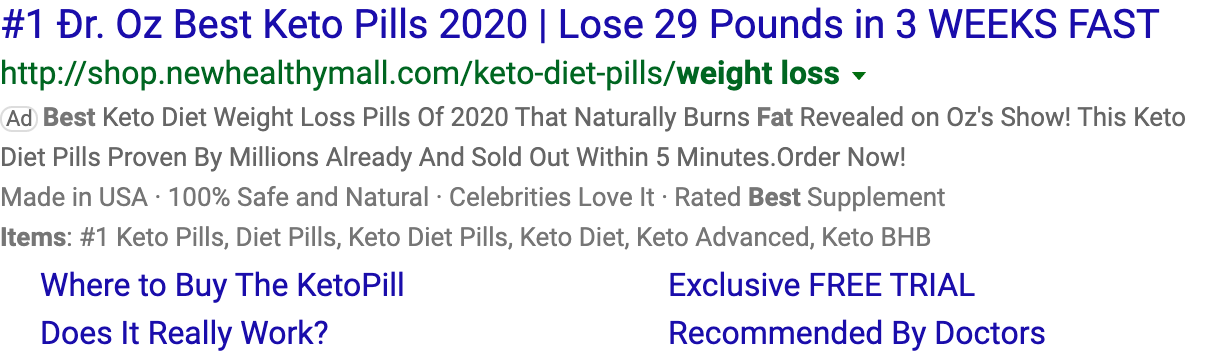 #1 Ðr. Oz Best Keto Pills 2020 | Lose 29 Pounds in 3 WEEKS FAST
http://shop.newhealthymall.com/keto-diet-pills/weight loss
Ad Best Keto Diet Weight Loss Pills Of 2020 That Naturally Burns Fat Revealed on Oz's Show! This Keto
Diet Pills Proven By Millions Already And Sold Out Within 5 Minutes.Order Now!
Made in USA · 100% Safe and Natural · Celebrities Love It · Rated Best Supplement
Items: #1 Keto Pills, Diet Pills, Keto Diet Pills, Keto Diet, Keto Advanced, Keto BHB
Where to Buy The KetoPill
Exclusive FREE TRIAL
Does It Really Work?
Recommended By Doctors